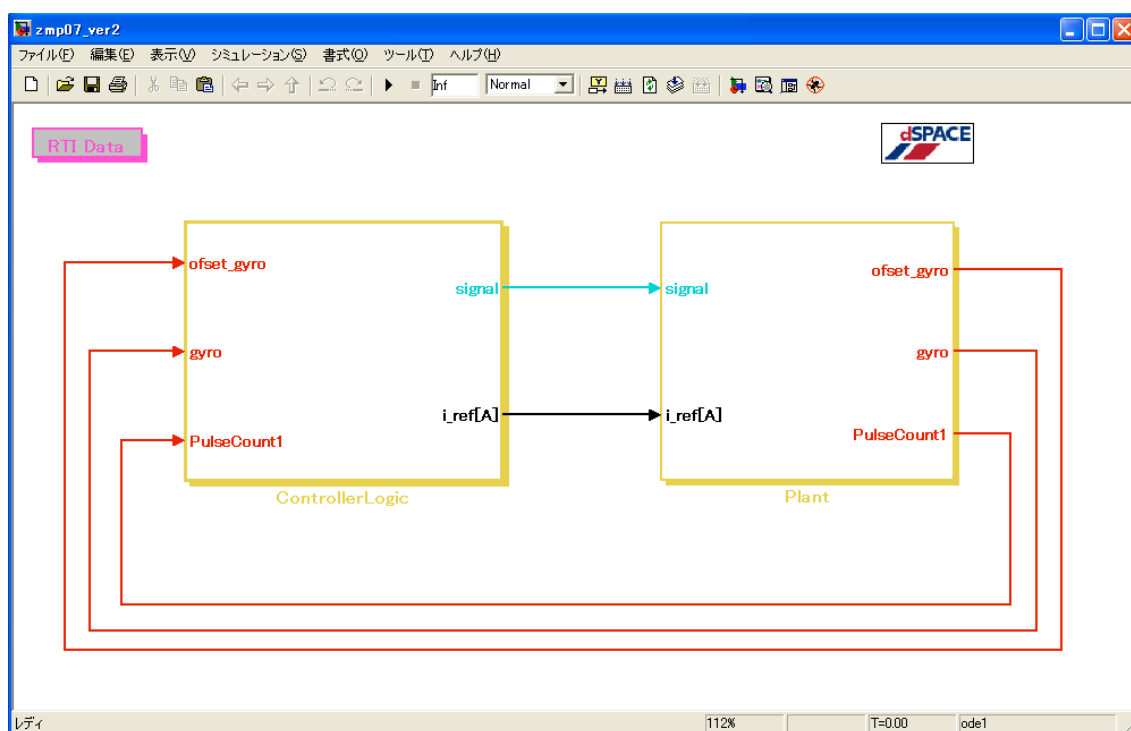 zmp07_ver2
ファイル(F) 編集(E) 表示(V) シミュレーション(S) 書式(O) ツール(T) ヘルプ(H)
Inf Normal
RTI Data
dSPACE
ofset_gyro
signal
gyro
i_ref[A]
PulseCount1
ControllerLogic
ofset_gyro
signal
gyro
i_ref[A]
PulseCount1
Plant
レディ 112% T=0.00 ode1